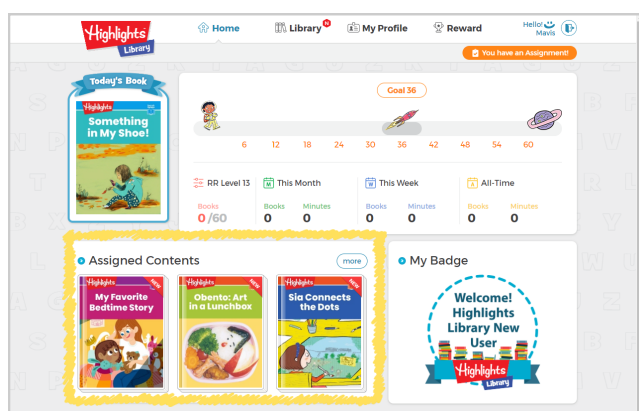 Highlights
Library
Home
Library
N
My Profile
Reward
Hello!
Mavis
You have an Assignment!
Today's Book
Highlights
Something
in My Shoe!
Goal 36
6 12 18 24 30 36 42 48 54 60
RR Level 13
Books
0 /60
M This Month
Books Minutes
0 0
W This Week
Books Minutes
0 0
A All-Time
Books Minutes
0 0
Assigned Contents
more
Highlights
NEW
My Favorite
Bedtime Story
Highlights
NEW
Obento: Art
in a Lunchbox
Highlights
NEW
Sia Connects
the Dots
My Badge
Welcome!
Highlights
Library New
User
Highlights
Library